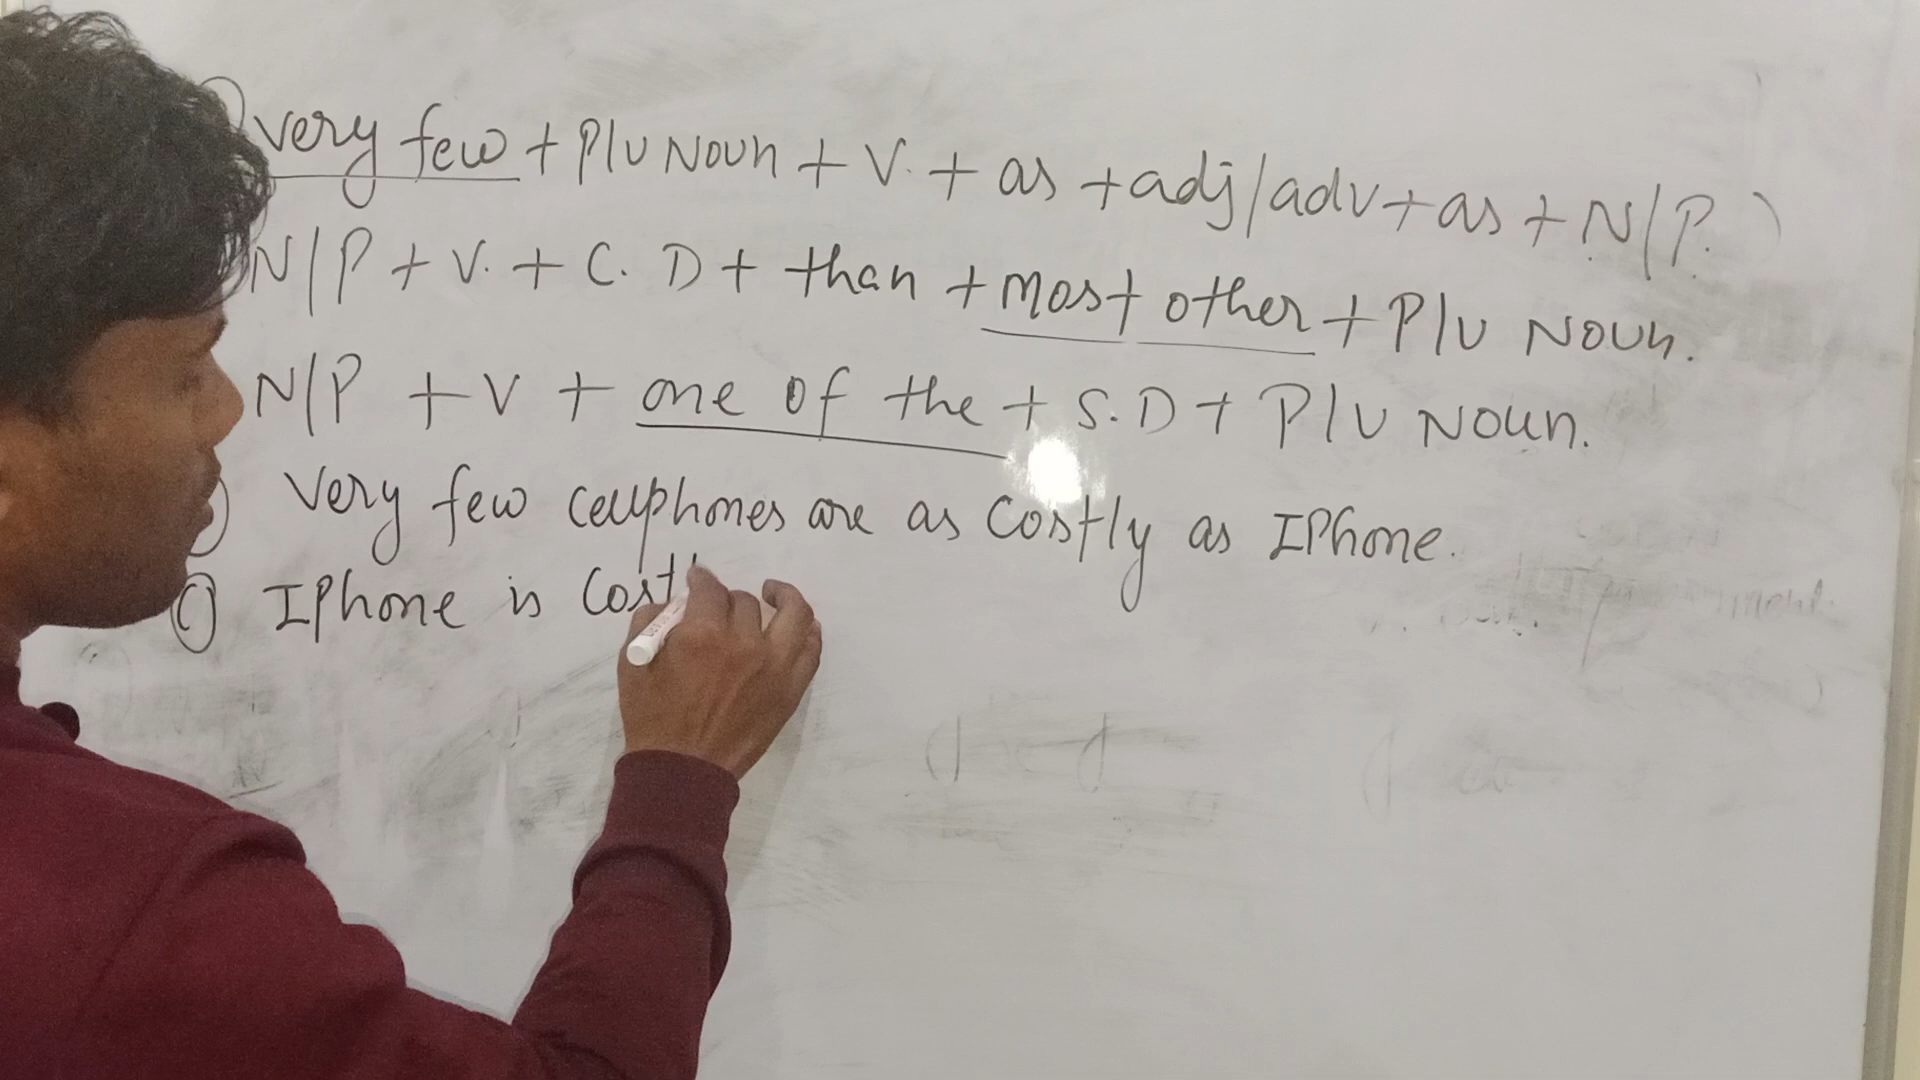 Very few + Plu Noun + V. + as + adj/adv + as + N/P.)
N/P + V. + C. D + than + most other + Plu Noun.
N/P + V + one of the + S.D + Plu Noun.
Very few cellphones are as Costly as IPhone.
IPhone is Costl